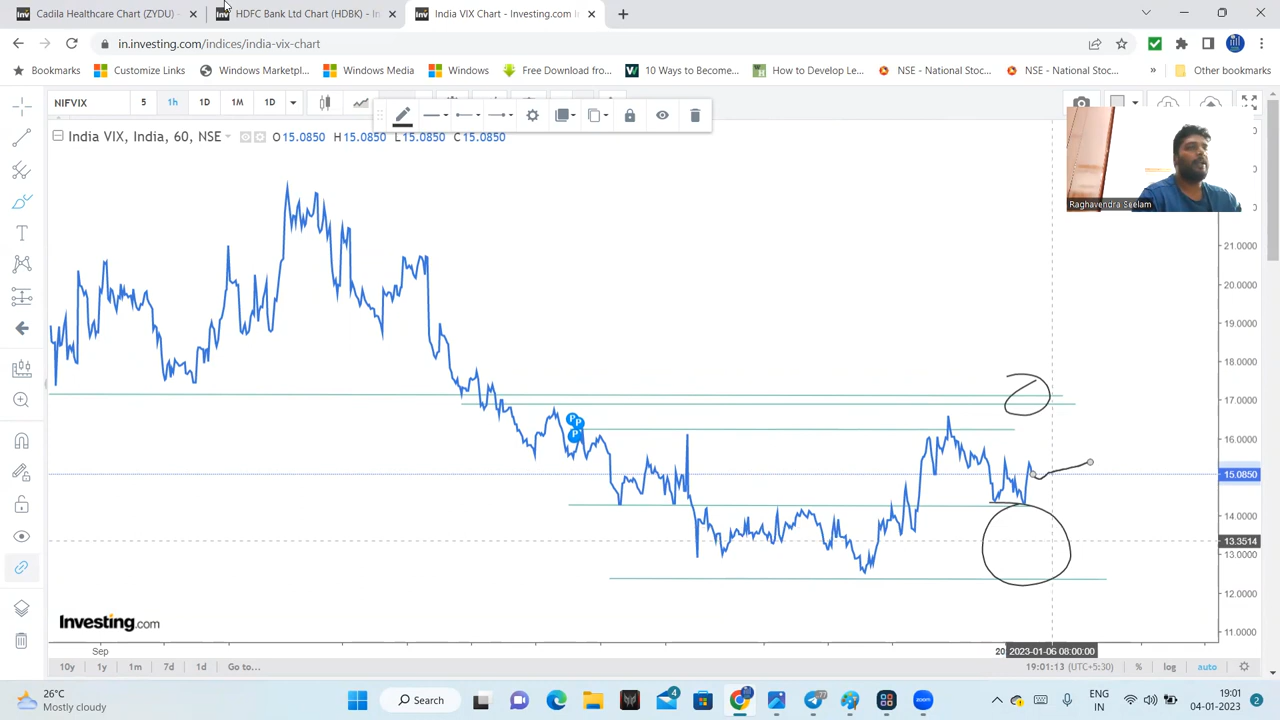 Cadila Healthcare Chart (ZYDU) -
HDFC Bank Ltd Chart (HDBK) - in
India VIX Chart - Investing.com In
in.investing.com/indices/india-vix-chart
Bookmarks
Customize Links
Windows Marketpl...
Windows Media
Windows
Free Download fro...
10 Ways to Become...
How to Develop Le...
NSE - National Stoc...
NSE - National Stoc...
»
Other bookmarks
NIFVIX
5
1h
1D
1M
1D
India VIX, India, 60, NSE
O 15.0850 H 15.0850 L 15.0850 C 15.0850
Raghavendra Seelam
21.0000
20.0000
19.0000
18.0000
17.0000
16.0000
15.0850
14.0000
13.3514
13.0000
12.0000
11.0000
P
P
P
Investing.com
Sep
20
2023-01-06 08:00:00
10y
1y
1m
7d
1d
Go to...
19:01:13 (UTC+5:30)
%
log
auto
26°C
Mostly cloudy
Search
4
ENG
IN
19:01
04-01-2023
2